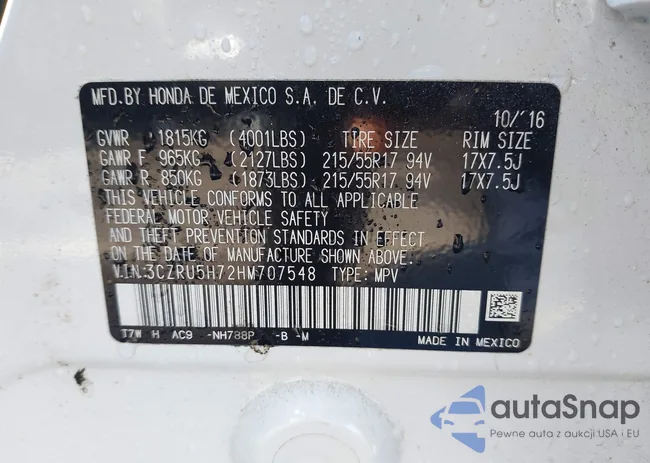 MFD.BY HONDA DE MEXICO S.A. DE C.V.
10/'16
GVWR 1815KG (4001LBS) TIRE SIZE RIM SIZE
GAWR F 965KG (2127LBS) 215/55R17 94V 17X7.5J
GAWR R 850KG (1873LBS) 215/55R17 94V 17X7.5J
THIS VEHICLE CONFORMS TO ALL APPLICABLE
FEDERAL MOTOR VEHICLE SAFETY
AND THEFT PREVENTION STANDARDS IN EFFECT
ON THE DATE OF MANUFACTURE SHOWN ABOVE.
V.I.N:3CZRU5H72HM707548 TYPE: MPV
T7W H AC9 -NH788P -B -M
MADE IN MEXICO
autaSnap
Pewne auta z aukcji USA i EU